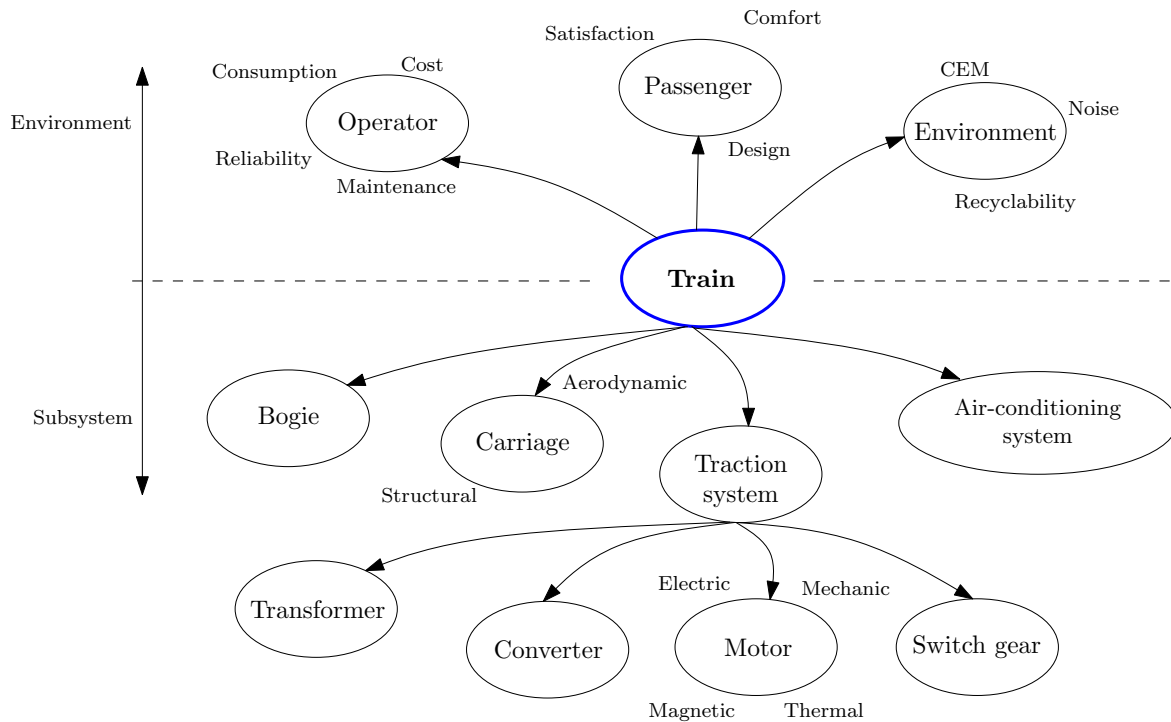 Comfort
Satisfaction
Cost
Consumption
CEM
Passenger
Noise
Environment
Operator
Environment
Design
Reliability
Maintenance
Recyclability
Train
Aerodynamic
Bogie
Subsystem
Carriage
Air-conditioning
system
Traction
system
Structural
Electric
Mechanic
Transformer
Converter
Motor
Switch gear
Magnetic
Thermal